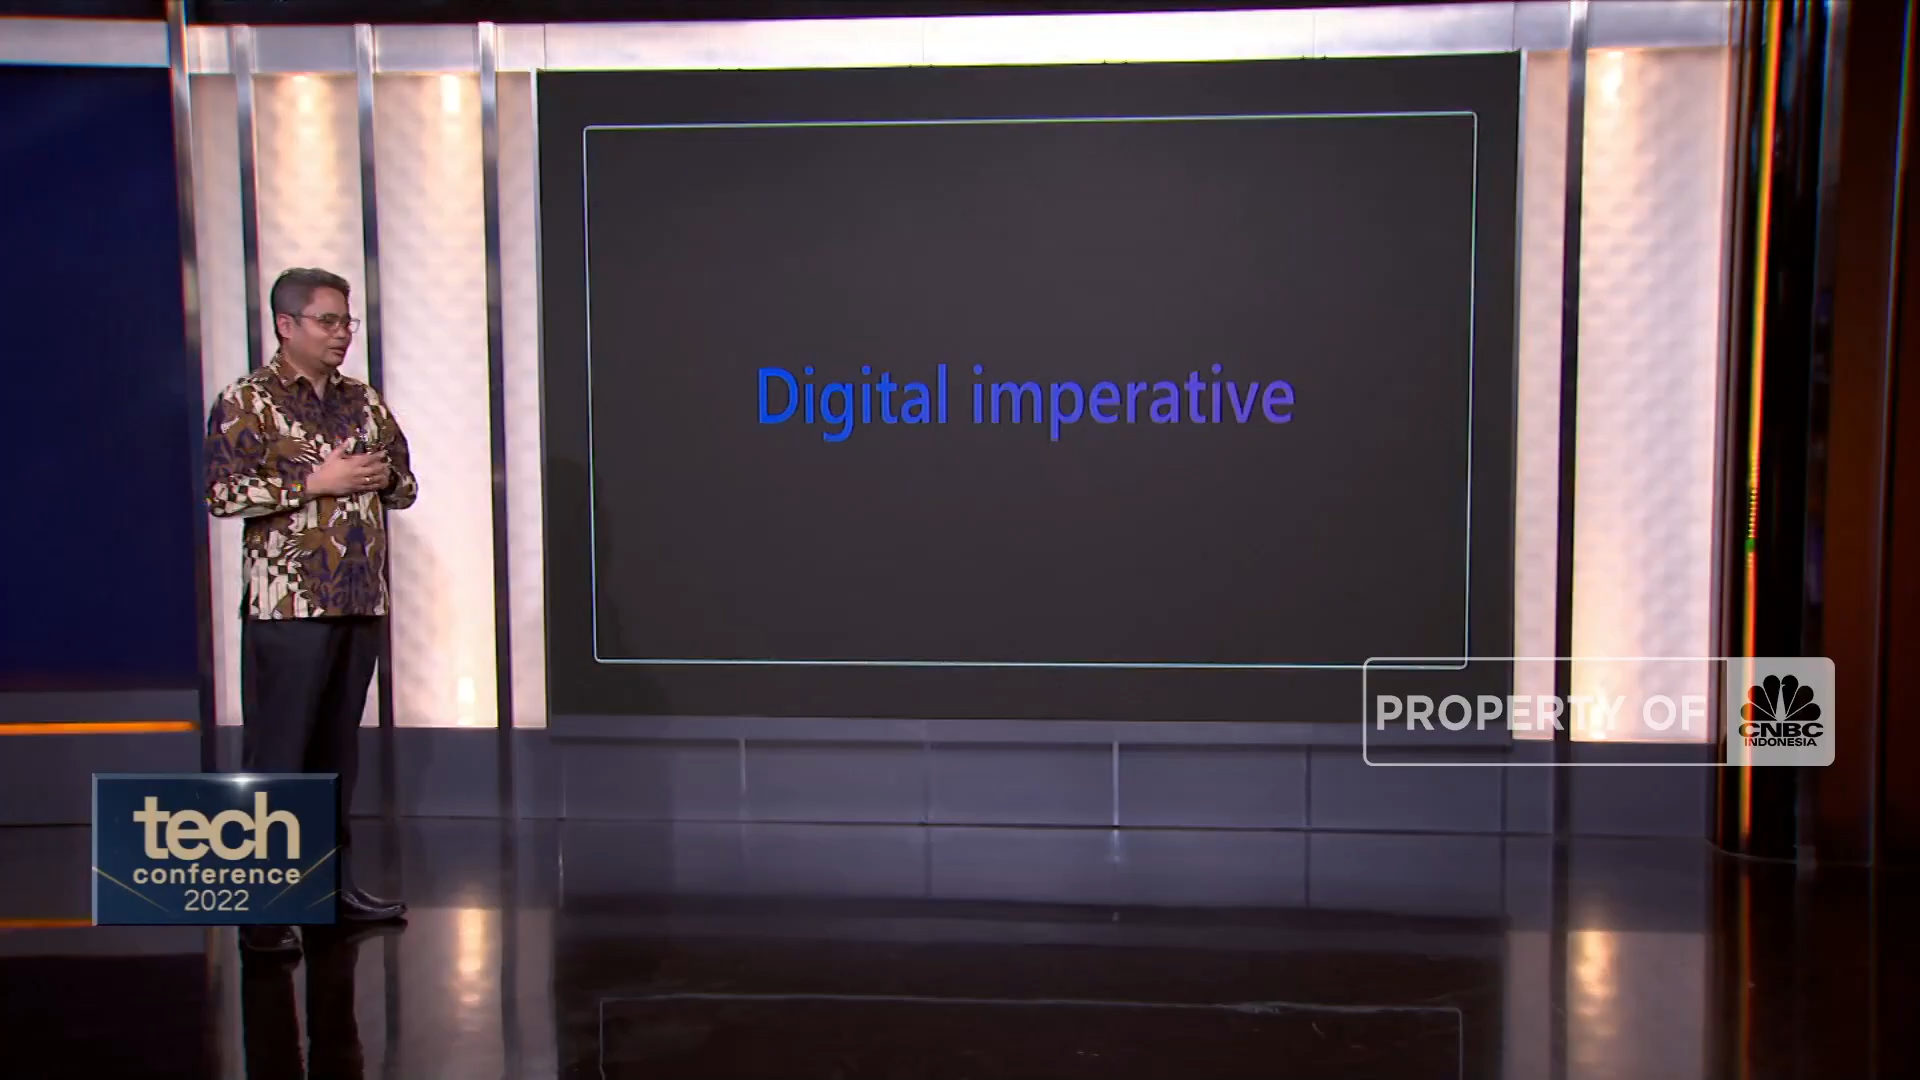 Digital imperative
PROPERTY OF
CNBC
INDONESIA
tech
conference
2022